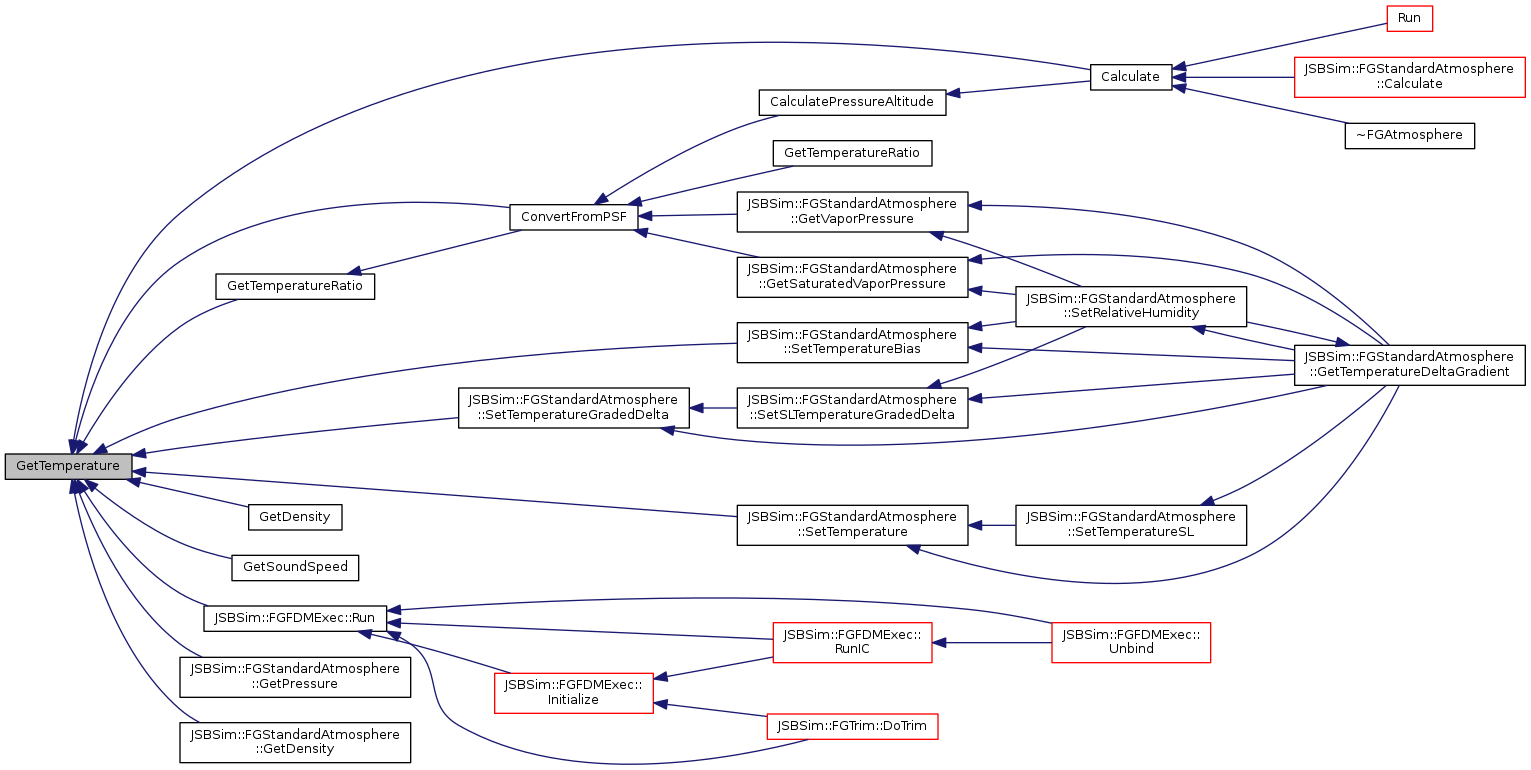 Run
JSBSim::FGStandardAtmosphere
::Calculate
Calculate
~FGAtmosphere
CalculatePressureAltitude
GetTemperatureRatio
ConvertFromPSF
JSBSim::FGStandardAtmosphere
::GetVaporPressure
JSBSim::FGStandardAtmosphere
::GetSaturatedVaporPressure
GetTemperatureRatio
JSBSim::FGStandardAtmosphere
::SetRelativeHumidity
JSBSim::FGStandardAtmosphere
::SetTemperatureBias
JSBSim::FGStandardAtmosphere
::GetTemperatureDeltaGradient
JSBSim::FGStandardAtmosphere
::SetTemperatureGradedDelta
JSBSim::FGStandardAtmosphere
::SetSLTemperatureGradedDelta
GetTemperature
GetDensity
JSBSim::FGStandardAtmosphere
::SetTemperature
JSBSim::FGStandardAtmosphere
::SetTemperatureSL
GetSoundSpeed
JSBSim::FGFDMExec::Run
JSBSim::FGFDMExec::
RunIC
JSBSim::FGFDMExec::
Unbind
JSBSim::FGStandardAtmosphere
::GetPressure
JSBSim::FGFDMExec::
Initialize
JSBSim::FGTrim::DoTrim
JSBSim::FGStandardAtmosphere
::GetDensity